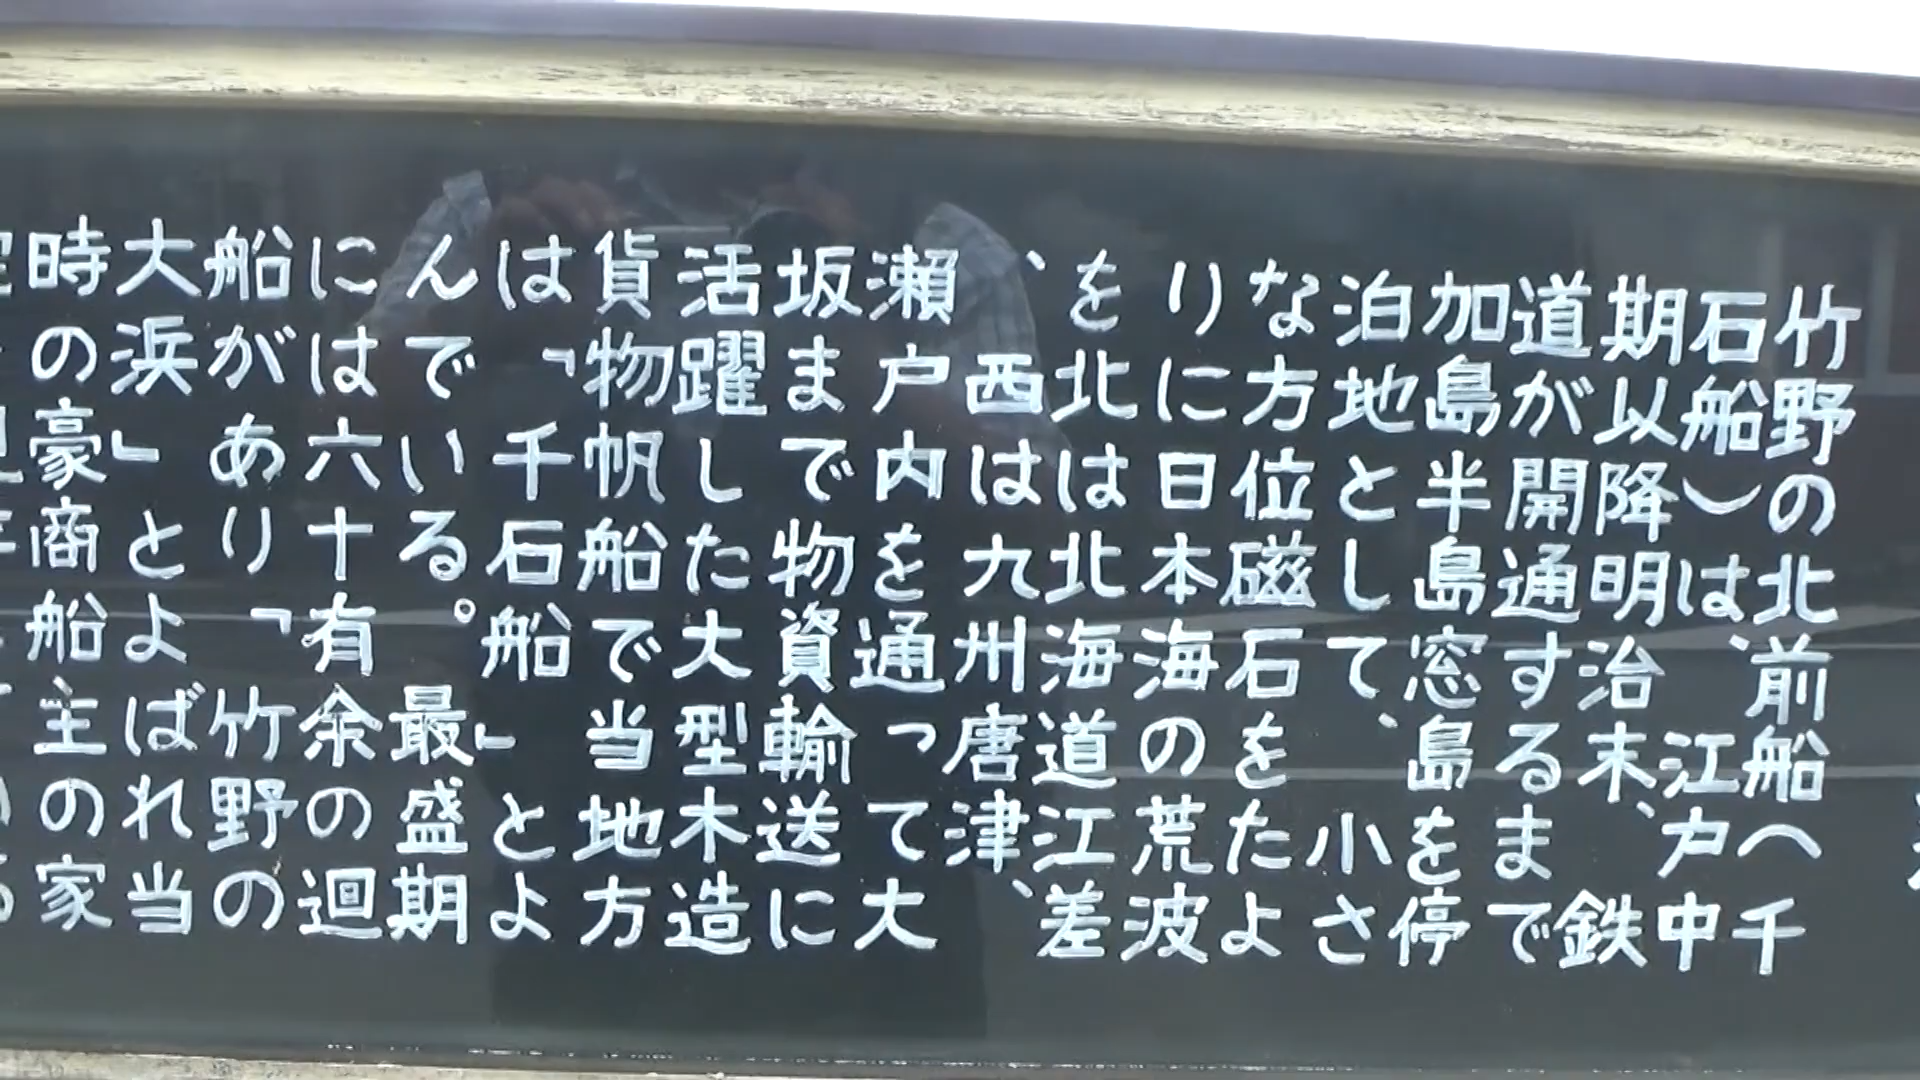 竹野の北前船（千
石船）は、江戸中
期以降明治末、鉄
道が開通するまで
加島半島窓島を停
泊地として、小さ
な方位磁石をたよ
りに日本海の荒波
を北は北海道江差
、西は九州唐津、
瀬戸内を通って大
坂まで物資輸送に
活躍した大型木造
貨物帆船で当地方
は「千石船」とよ
んでいる。最盛期
には六十有余の廻
船があり「竹野の
大浜」とよばれ当
時の豪商船主の家